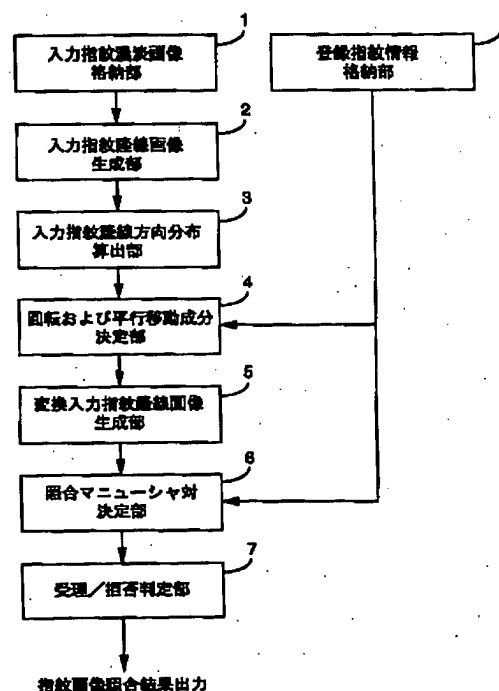 1
入力指紋濃淡画像
格納部
登録指紋情報
格納部
2
入力指紋隆線画像
生成部
3
入力指紋隆線方向分布
算出部
4
回転および平行移動成分
決定部
5
変換入力指紋隆線画像
生成部
6
照合マニューシャ対
決定部
7
受理／拒否判定部
指紋画像照合結果出力